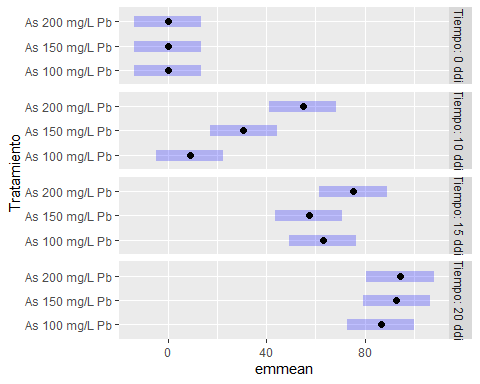 As 200 mg/L Pb
As 150 mg/L Pb
As 100 mg/L Pb
Tiempo: 0 ddi
As 200 mg/L Pb
As 150 mg/L Pb
As 100 mg/L Pb
Tiempo: 10 ddi
As 200 mg/L Pb
As 150 mg/L Pb
As 100 mg/L Pb
Tiempo: 15 ddi
As 200 mg/L Pb
As 150 mg/L Pb
As 100 mg/L Pb
Tiempo: 20 ddi
Tratamiento
0 40 80
emmean